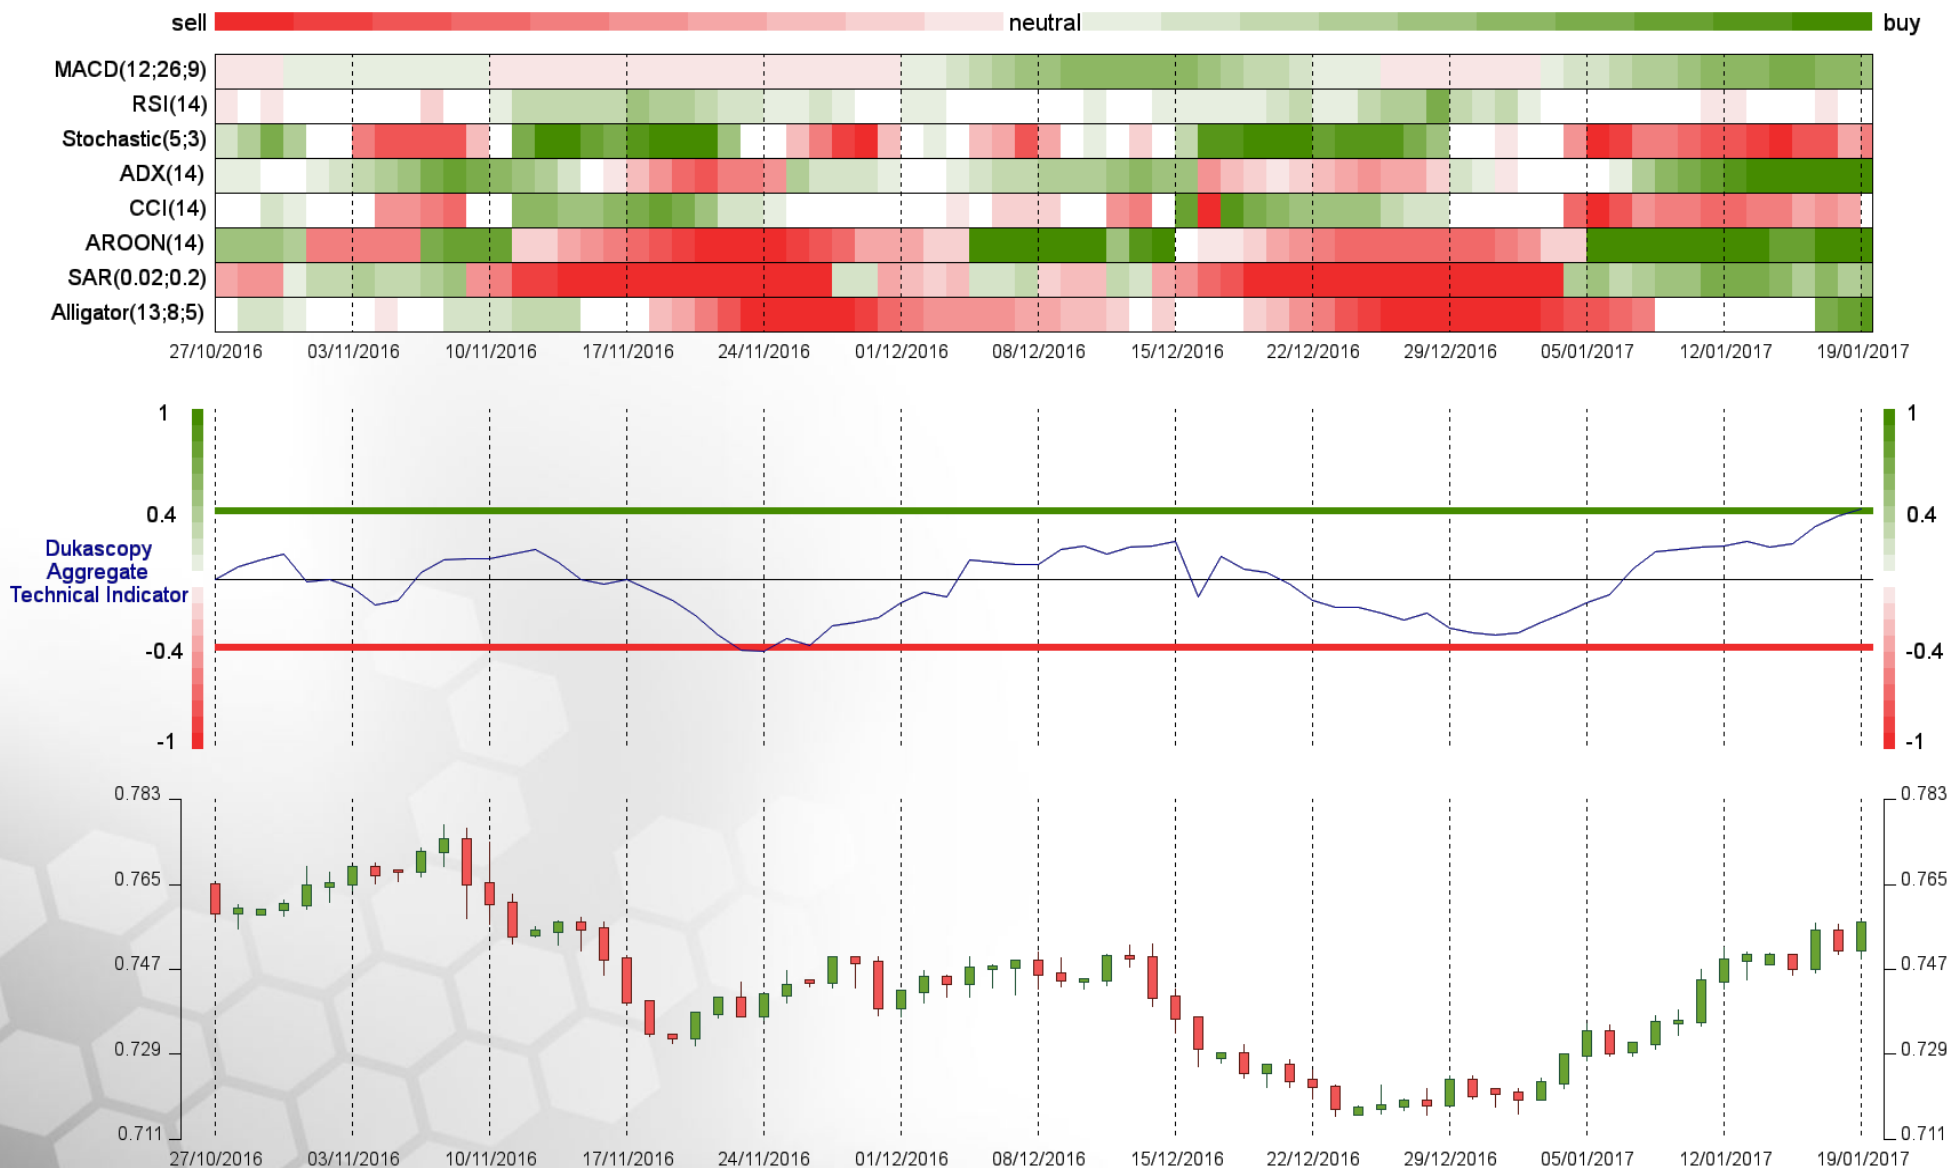 sell neutral buy
MACD(12;26;9)
RSI(14)
Stochastic(5;3)
ADX(14)
CCI(14)
AROON(14)
SAR(0.02;0.2)
Alligator(13;8;5)
27/10/2016 03/11/2016 10/11/2016 17/11/2016 24/11/2016 01/12/2016 08/12/2016 15/12/2016 22/12/2016 29/12/2016 05/01/2017 12/01/2017 19/01/2017
1 1
0.4 0.4
Dukascopy
Aggregate
Technical Indicator
-0.4 -0.4
-1 -1
0.783 0.783
0.765 0.765
0.747 0.747
0.729 0.729
0.711 0.711
27/10/2016 03/11/2016 10/11/2016 17/11/2016 24/11/2016 01/12/2016 08/12/2016 15/12/2016 22/12/2016 29/12/2016 05/01/2017 12/01/2017 19/01/2017